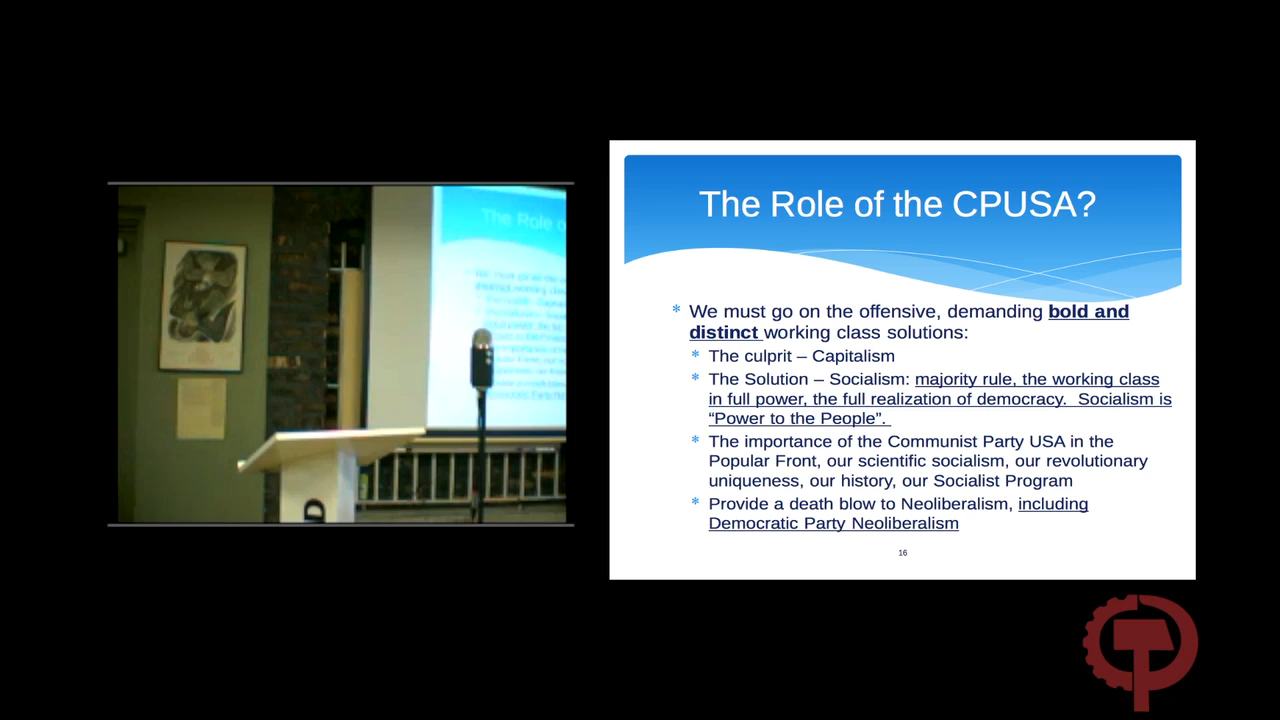 The Role o
The Role of the CPUSA?
* We must go on the offensive, demanding bold and
distinct working class solutions:
* The culprit – Capitalism
* The Solution – Socialism: majority rule, the working class
in full power, the full realization of democracy. Socialism is
“Power to the People”.
* The importance of the Communist Party USA in the
Popular Front, our scientific socialism, our revolutionary
uniqueness, our history, our Socialist Program
* Provide a death blow to Neoliberalism, including
Democratic Party Neoliberalism
16